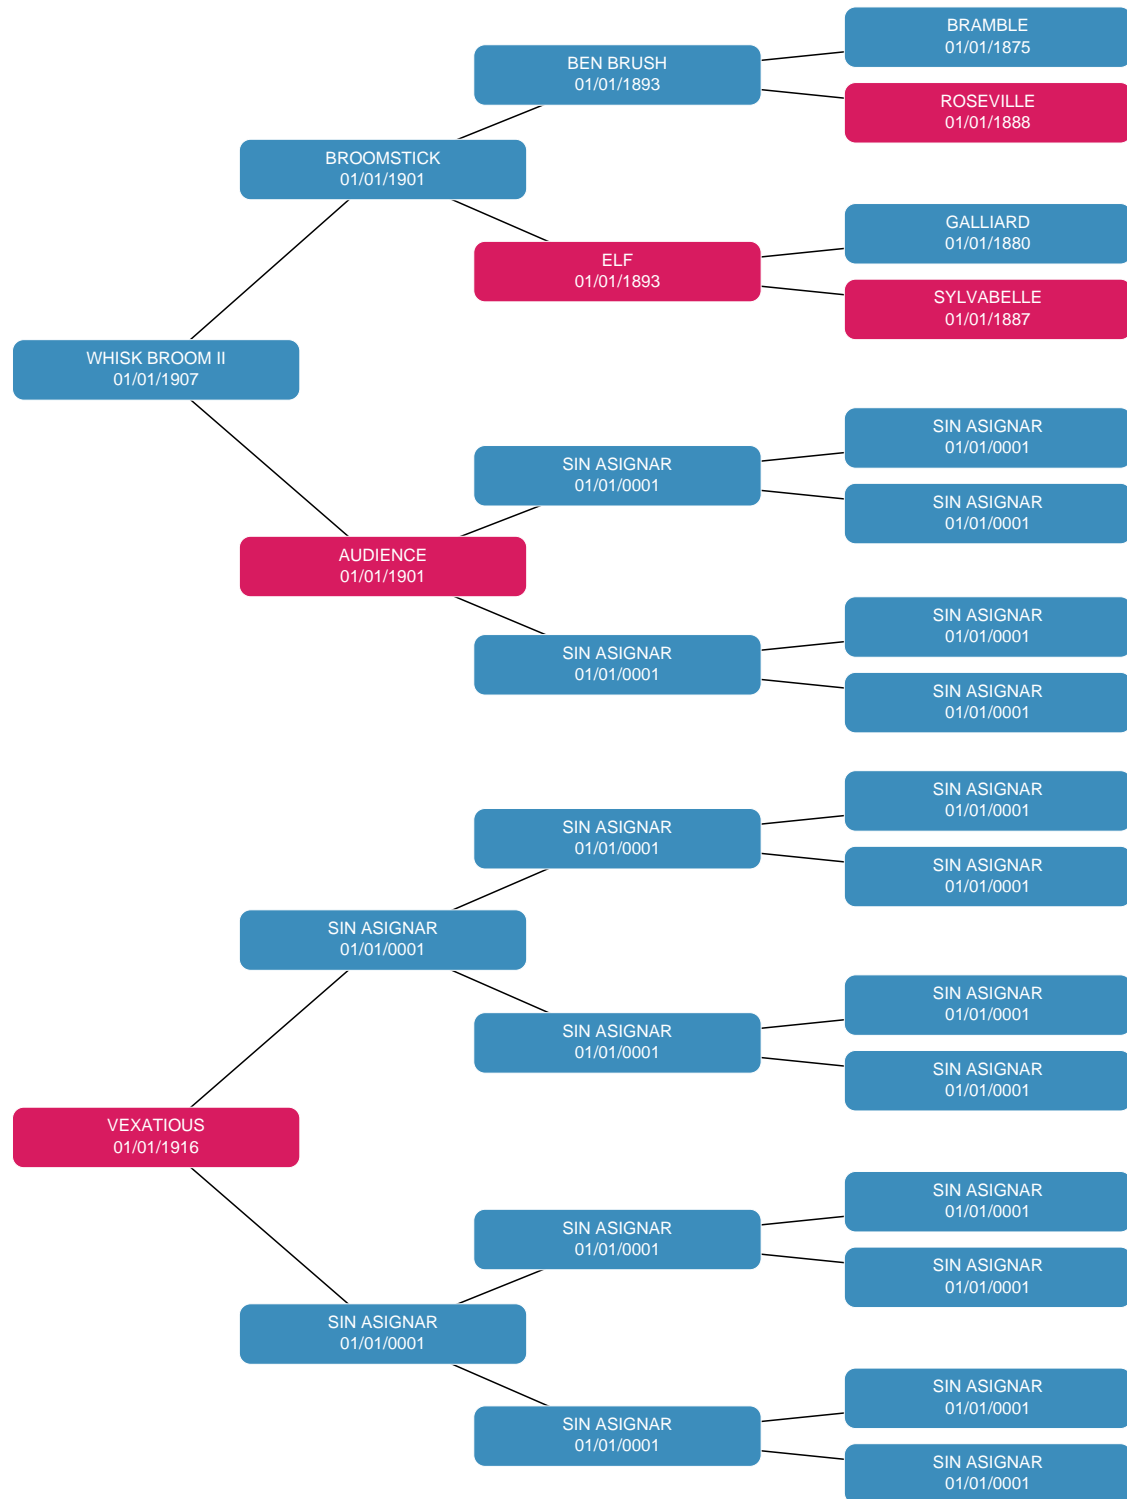 BRAMBLE
01/01/1875
BEN BRUSH
01/01/1893
ROSEVILLE
01/01/1888
BROOMSTICK
01/01/1901
GALLIARD
01/01/1880
ELF
01/01/1893
SYLVABELLE
01/01/1887
WHISK BROOM II
01/01/1907
SIN ASIGNAR
01/01/0001
SIN ASIGNAR
01/01/0001
SIN ASIGNAR
01/01/0001
AUDIENCE
01/01/1901
SIN ASIGNAR
01/01/0001
SIN ASIGNAR
01/01/0001
SIN ASIGNAR
01/01/0001
SIN ASIGNAR
01/01/0001
SIN ASIGNAR
01/01/0001
SIN ASIGNAR
01/01/0001
SIN ASIGNAR
01/01/0001
SIN ASIGNAR
01/01/0001
SIN ASIGNAR
01/01/0001
SIN ASIGNAR
01/01/0001
VEXATIOUS
01/01/1916
SIN ASIGNAR
01/01/0001
SIN ASIGNAR
01/01/0001
SIN ASIGNAR
01/01/0001
SIN ASIGNAR
01/01/0001
SIN ASIGNAR
01/01/0001
SIN ASIGNAR
01/01/0001
SIN ASIGNAR
01/01/0001